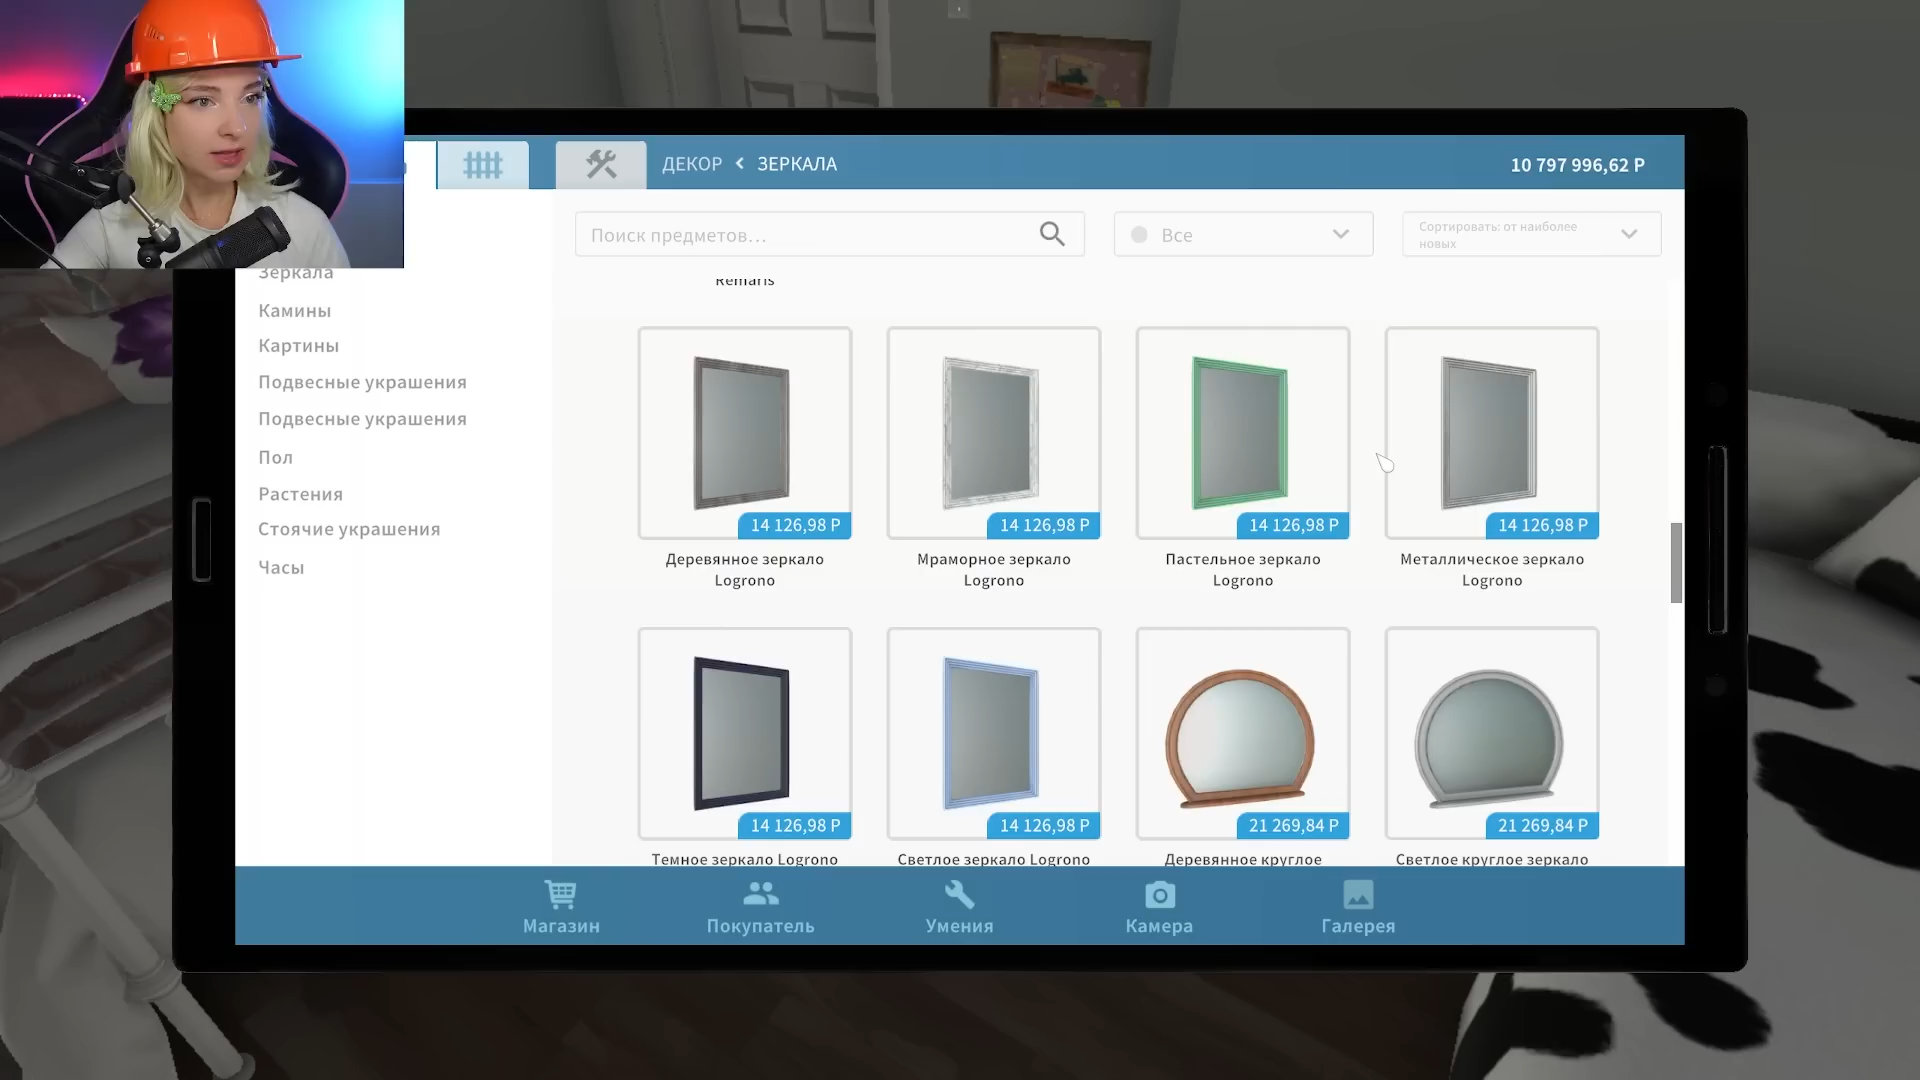 ДЕКОР < ЗЕРКАЛА
10 797 996,62 Р
Поиск предметов...
Все
Сортировать: от наиболее
новых
Зеркала
Камины
Картины
Подвесные украшения
Подвесные украшения
Пол
Растения
Стоячие украшения
Часы
Remaris
14 126,98 Р
14 126,98 Р
14 126,98 Р
14 126,98 Р
Деревянное зеркало
Logrono
Мраморное зеркало
Logrono
Пастельное зеркало
Logrono
Металлическое зеркало
Logrono
14 126,98 Р
14 126,98 Р
21 269,84 Р
21 269,84 Р
Темное зеркало Logrono
Светлое зеркало Logrono
Деревянное круглое
Светлое круглое зеркало
Магазин
Покупатель
Умения
Камера
Галерея